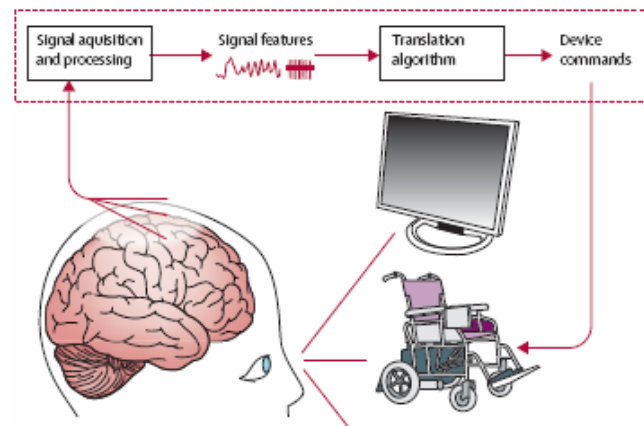 Signal aquisition
and processing
Signal features
Translation
algorithm
Device
commands